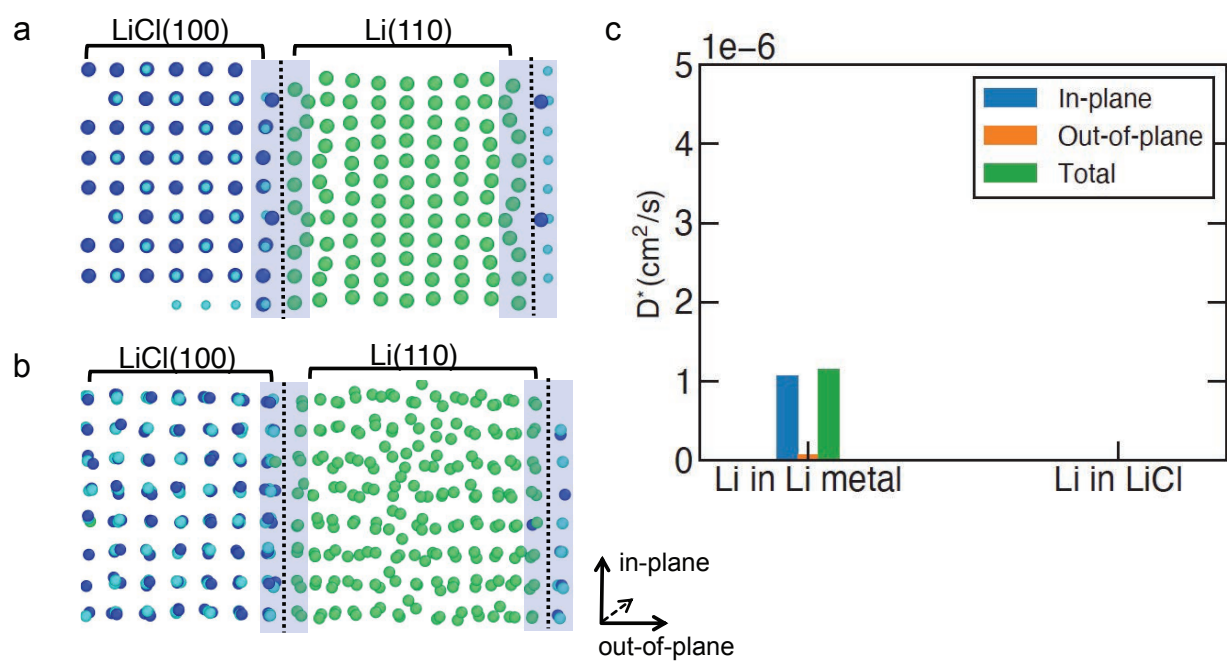 a
LiCl(100)
Li(110)
b
LiCl(100)
Li(110)
in-plane
out-of-plane
c
1e−6
5
4
3
2
1
0
D*(cm²/s)
In-plane
Out-of-plane
Total
Li in Li metal
Li in LiCl